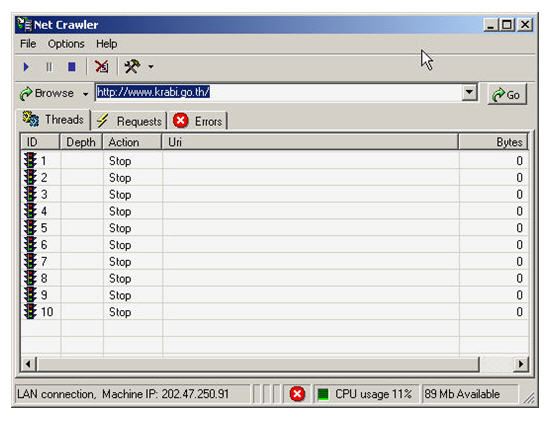 Net Crawler
File Options Help
Browse http://www.krabi.go.th/ Go
Threads Requests Errors
ID Depth Action Uri Bytes
1 Stop 0
2 Stop 0
3 Stop 0
4 Stop 0
5 Stop 0
6 Stop 0
7 Stop 0
8 Stop 0
9 Stop 0
10 Stop 0
LAN connection, Machine IP: 202.47.250.91 CPU usage 11% 89 Mb Available